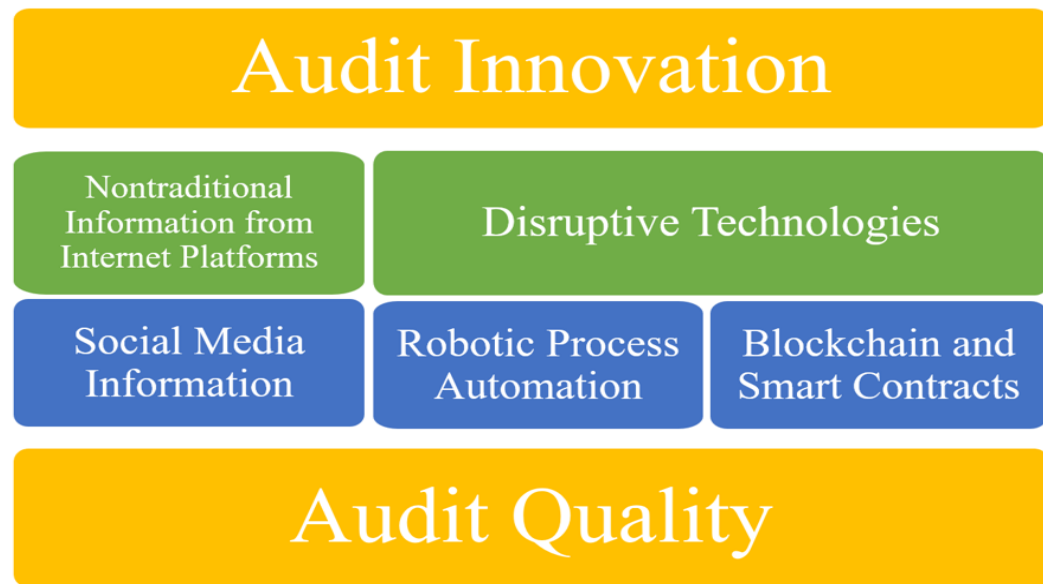 Audit Innovation
Nontraditional
Information from
Internet Platforms
Disruptive Technologies
Social Media
Information
Robotic Process
Automation
Blockchain and
Smart Contracts
Audit Quality